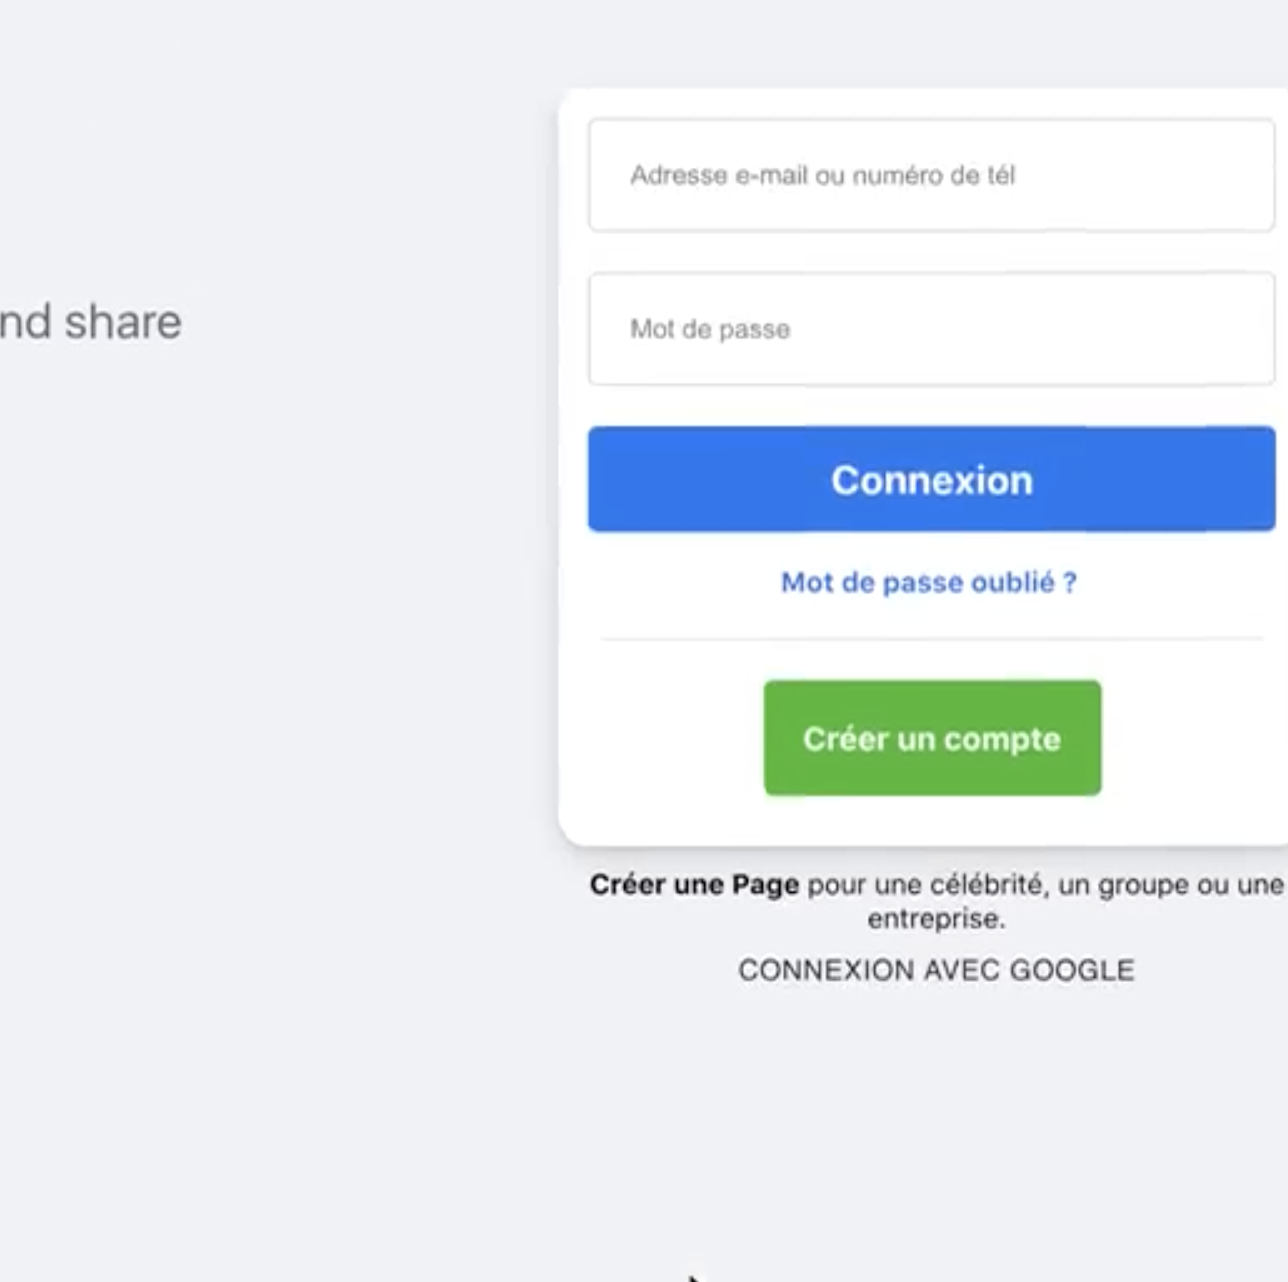 nd share
Adresse e-mail ou numéro de tél
Mot de passe
Connexion
Mot de passe oublié ?
Créer un compte
Créer une Page pour une célébrité, un groupe ou une
entreprise.
CONNEXION AVEC GOOGLE